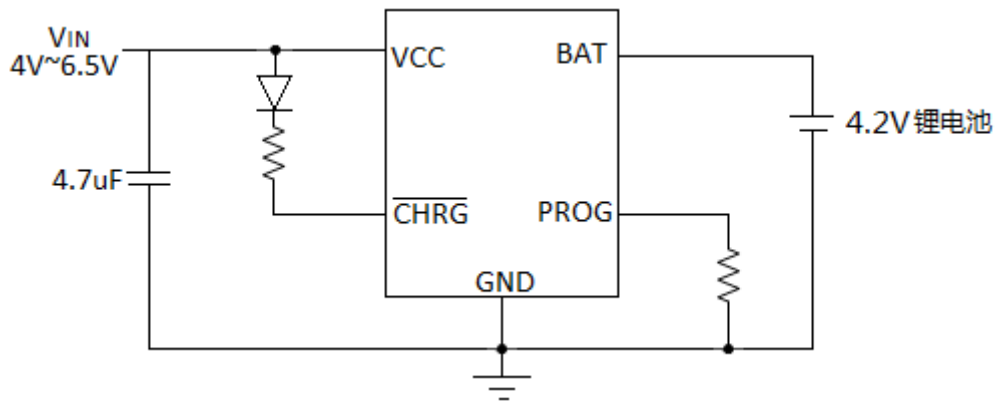 VIN
4V~6.5V
VCC
BAT
4.2V锂电池
4.7uF
CHRG
PROG
GND